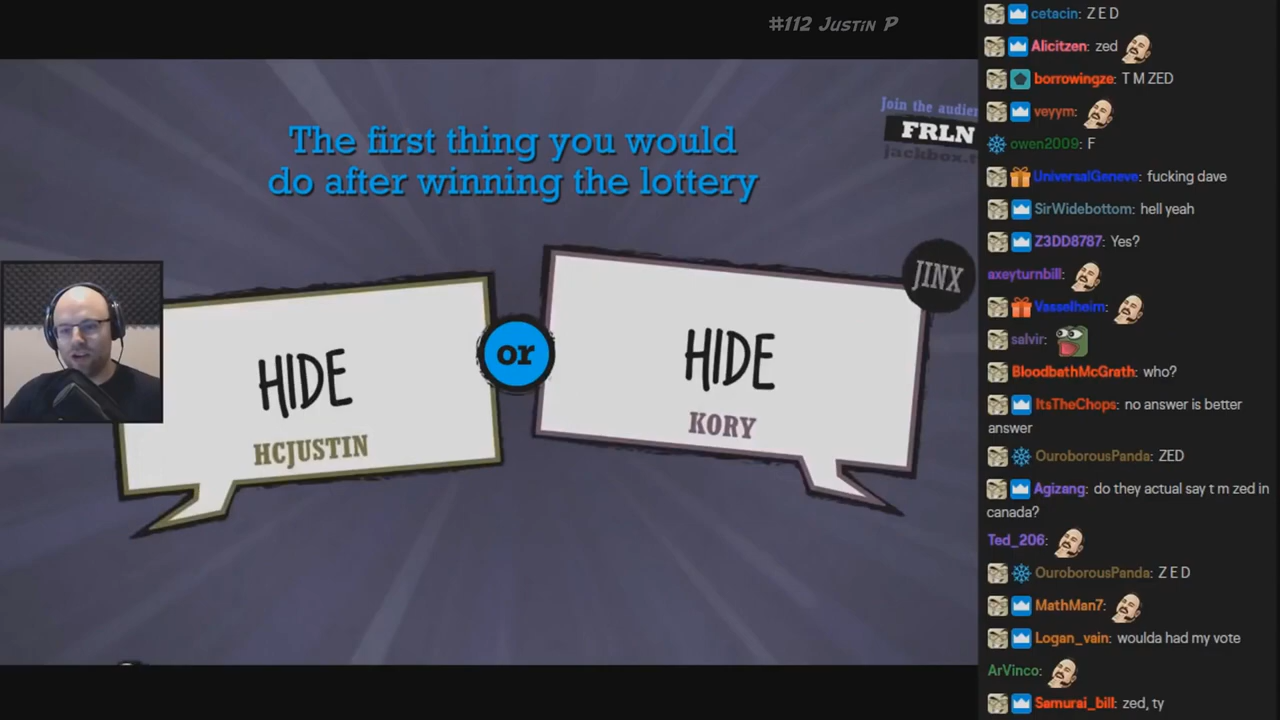 #112 Justin P
The first thing you would
do after winning the lottery
Join the audien
FRLN
jackbox.t
JINX
HIDE
HCJUSTIN
or
HIDE
KORY
cetacin: Z E D
Alicitzen: zed
borrowingze: T M ZED
veyym:
owen2009: F
UniversalGeneve: fucking dave
SirWidebottom: hell yeah
Z3DD8787: Yes?
axeyturnbill:
Vasselheim:
salvir:
BloodbathMcGrath: who?
ItsTheChops: no answer is better
answer
OuroborousPanda: ZED
Agizang: do they actual say t m zed in
canada?
Ted_206:
OuroborousPanda: Z E D
MathMan7:
Logan_vain: woulda had my vote
ArVinco:
Samurai_bill: zed, ty